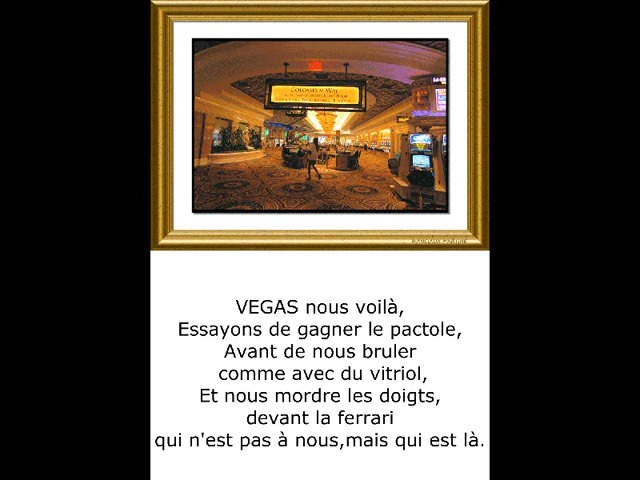 VEGAS nous voilà,
Essayons de gagner le pactole,
Avant de nous bruler
comme avec du vitriol,
Et nous mordre les doigts,
devant la ferrari
qui n'est pas à nous,mais qui est là.